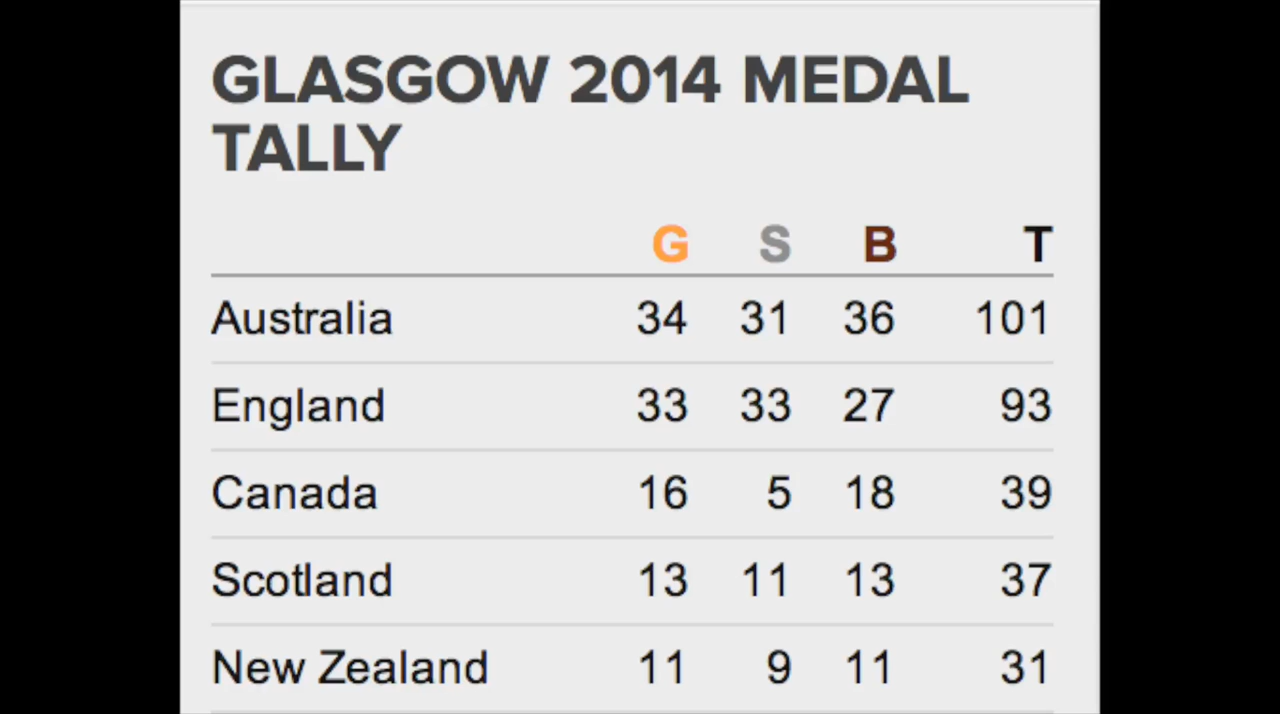 GLASGOW 2014 MEDAL
TALLY
G S B T
Australia 34 31 36 101
England 33 33 27 93
Canada 16 5 18 39
Scotland 13 11 13 37
New Zealand 11 9 11 31